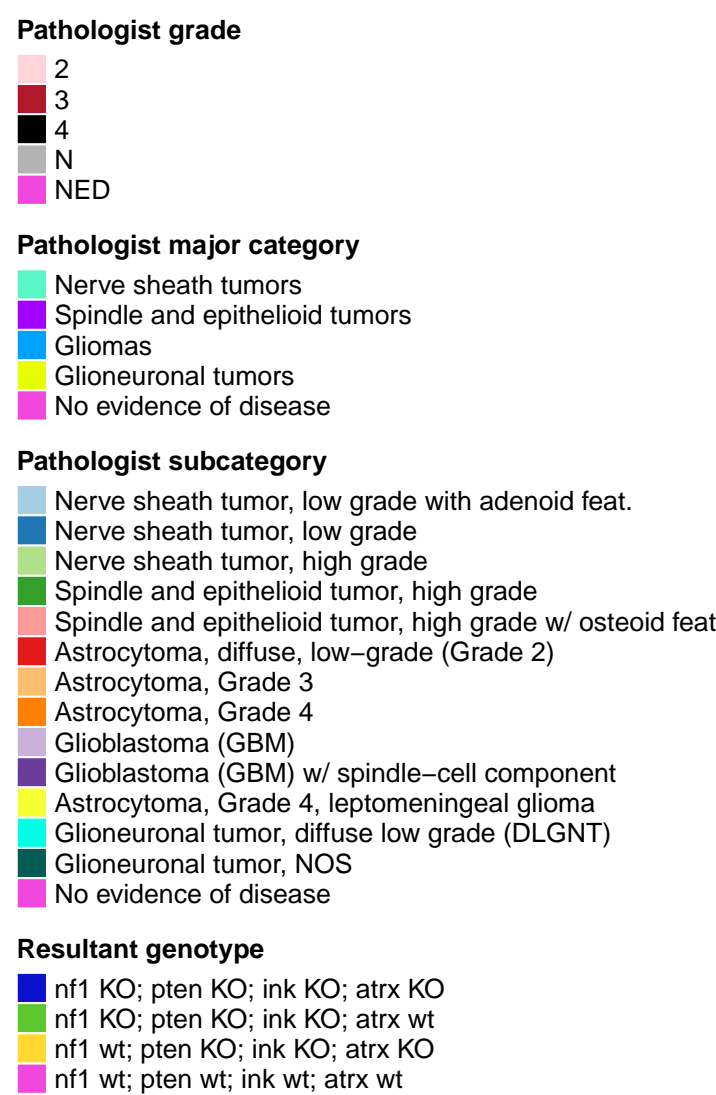 Pathologist grade
2
3
4
N
NED
Pathologist major category
Nerve sheath tumors
Spindle and epithelioid tumors
Gliomas
Glioneuronal tumors
No evidence of disease
Pathologist subcategory
Nerve sheath tumor, low grade with adenoid feat.
Nerve sheath tumor, low grade
Nerve sheath tumor, high grade
Spindle and epithelioid tumor, high grade
Spindle and epithelioid tumor, high grade w/ osteoid feat
Astrocytoma, diffuse, low−grade (Grade 2)
Astrocytoma, Grade 3
Astrocytoma, Grade 4
Glioblastoma (GBM)
Glioblastoma (GBM) w/ spindle−cell component
Astrocytoma, Grade 4, leptomeningeal glioma
Glioneuronal tumor, diffuse low grade (DLGNT)
Glioneuronal tumor, NOS
No evidence of disease
Resultant genotype
nf1 KO; pten KO; ink KO; atrx KO
nf1 KO; pten KO; ink KO; atrx wt
nf1 wt; pten KO; ink KO; atrx KO
nf1 wt; pten wt; ink wt; atrx wt